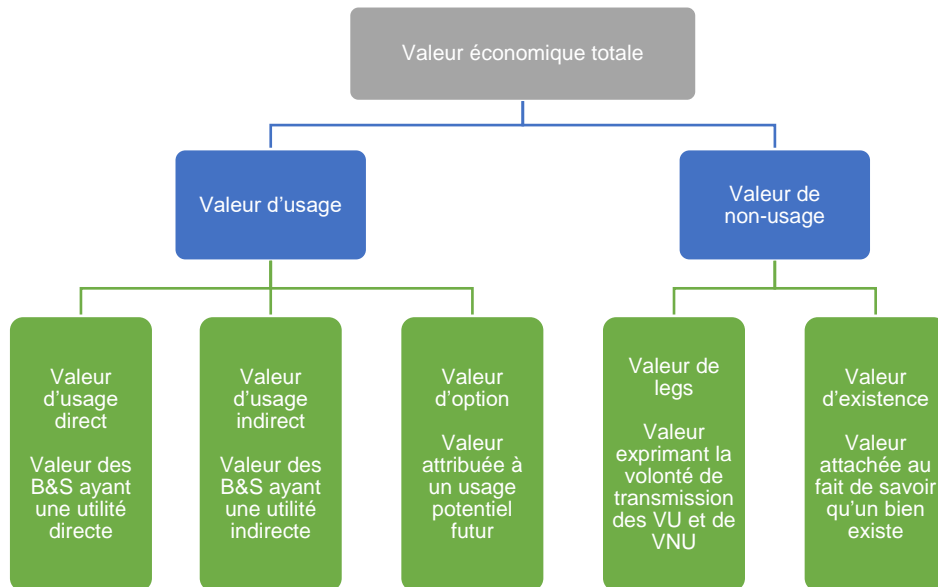 Valeur économique totale
Valeur d’usage
Valeur de
non-usage
Valeur
d’usage
direct
Valeur des
B&S ayant
une utilité
directe
Valeur
d’usage
indirect
Valeur des
B&S ayant
une utilité
indirecte
Valeur
d’option
Valeur
attribuée à
un usage
potentiel
futur
Valeur de
legs
Valeur
exprimant la
volonté de
transmission
des VU et de
VNU
Valeur
d’existence
Valeur
attachée au
fait de savoir
qu’un bien
existe